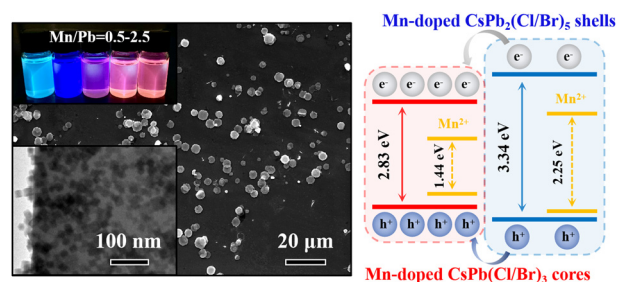 Mn/Pb=0.5-2.5
100 nm
20 μm
Mn-doped CsPb₂(Cl/Br)₅ shells
e⁻ e⁻
e⁻ e⁻ e⁻ e⁻
Mn²⁺
Mn²⁺
2.83 eV
1.44 eV
3.34 eV
2.25 eV
h⁺ h⁺ h⁺ h⁺
h⁺ h⁺
Mn-doped CsPb(Cl/Br)₃ cores